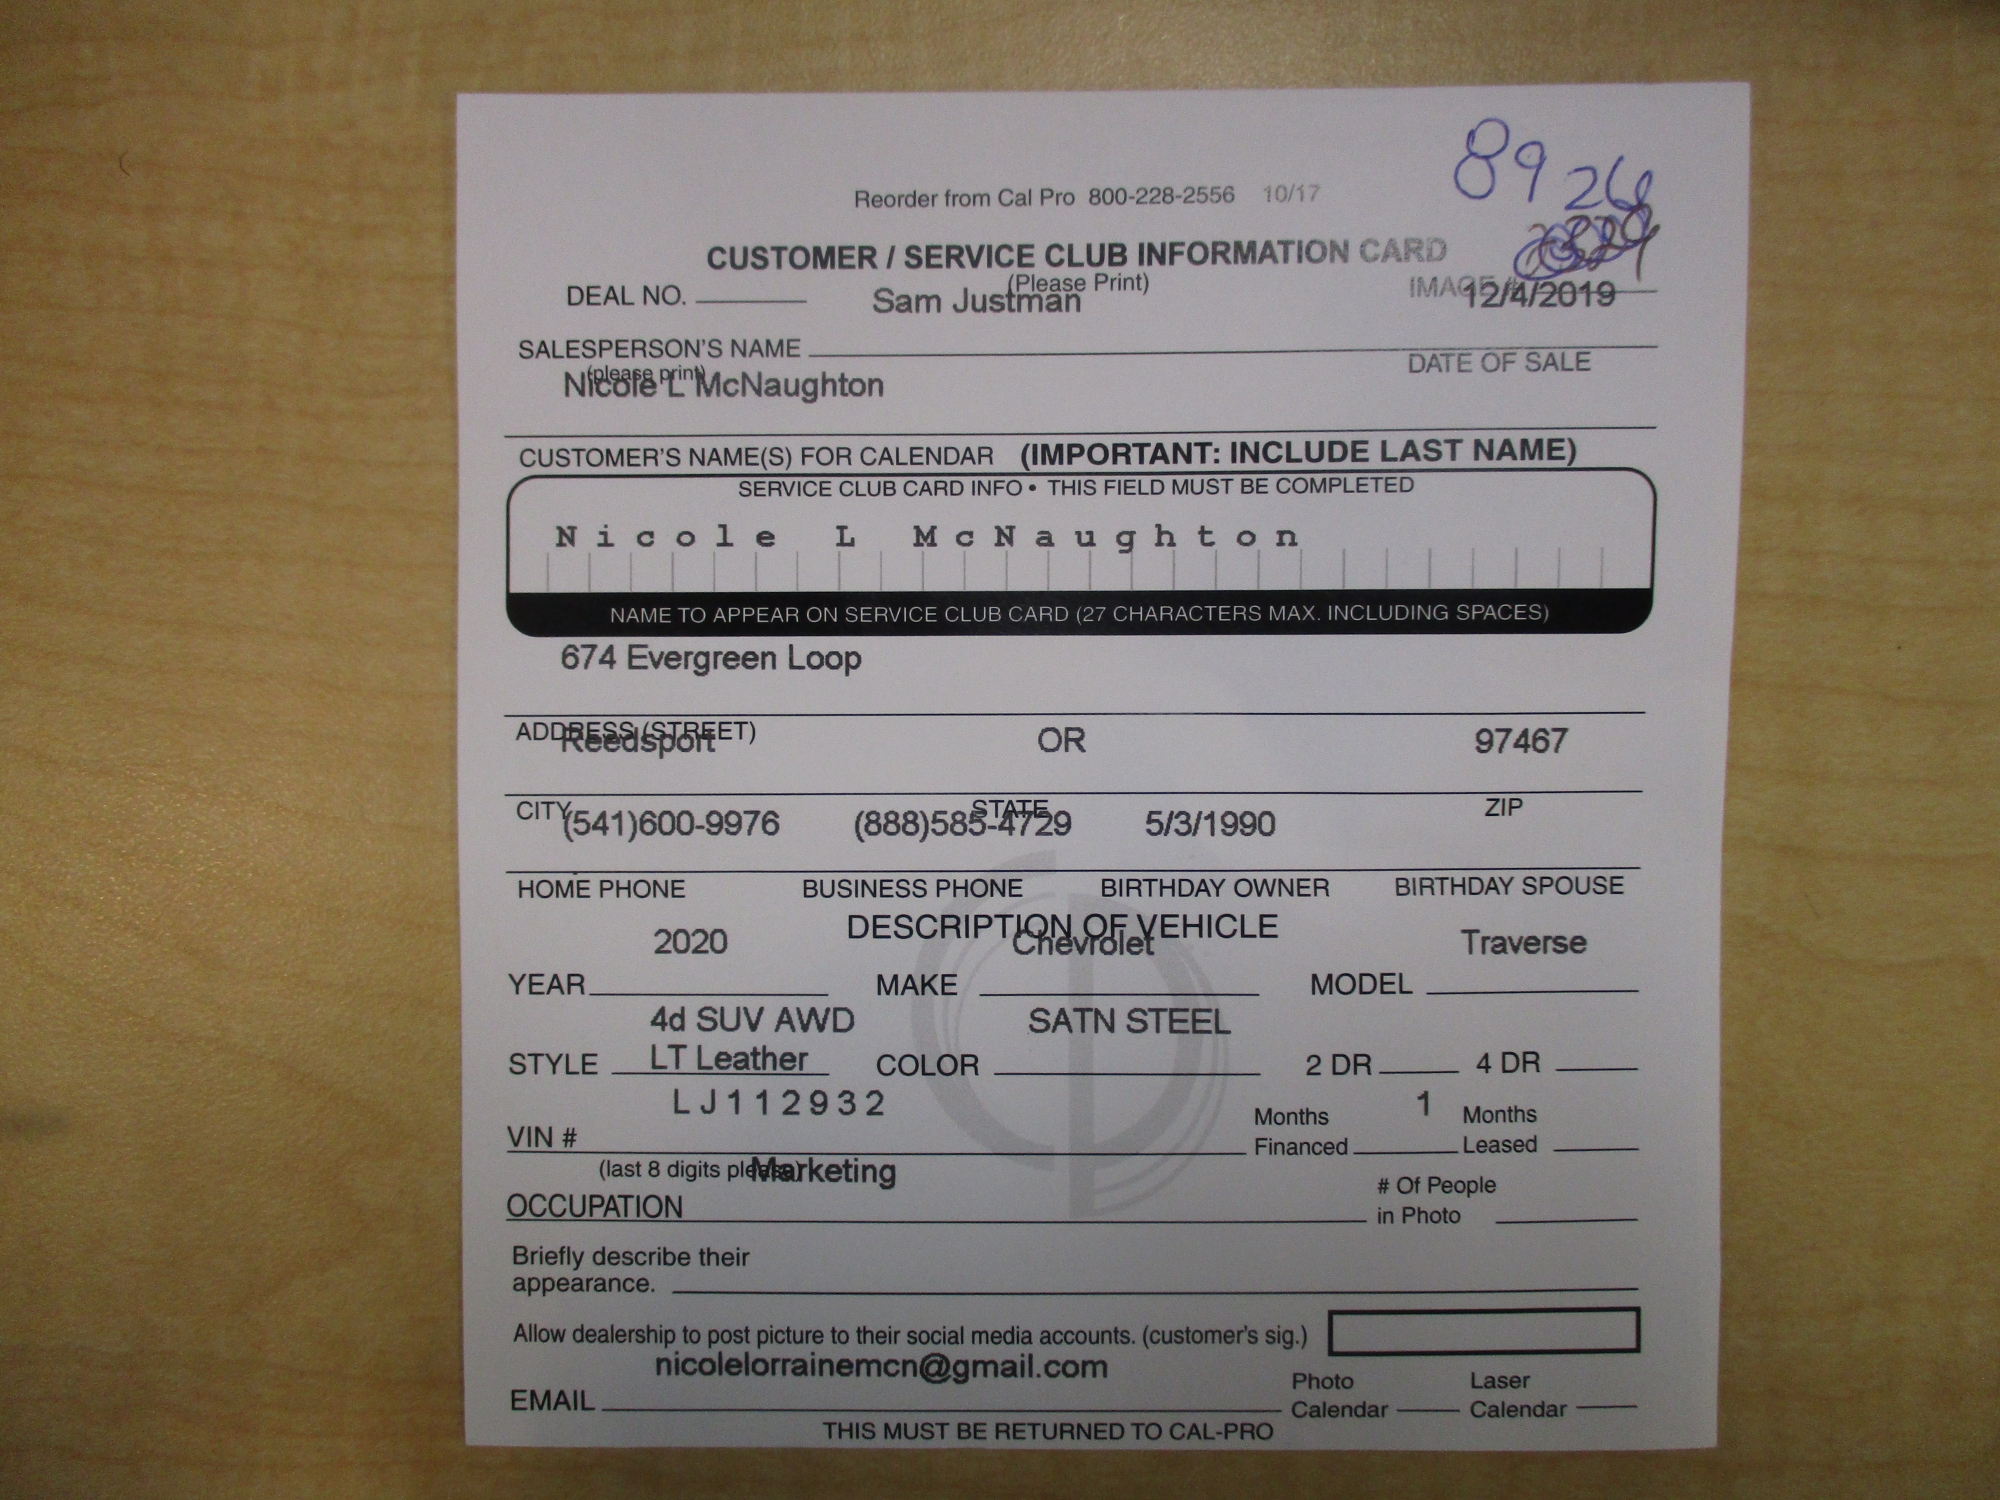 8926
Reorder from Cal Pro 800-228-2556 10/17
CUSTOMER / SERVICE CLUB INFORMATION CARD
(Please Print)
DEAL NO. Sam Justman IMAGE # 12/4/2019
SALESPERSON'S NAME DATE OF SALE
(please print)
Nicole L McNaughton
CUSTOMER'S NAME(S) FOR CALENDAR (IMPORTANT: INCLUDE LAST NAME)
SERVICE CLUB CARD INFO • THIS FIELD MUST BE COMPLETED
Nicole L McNaughton
NAME TO APPEAR ON SERVICE CLUB CARD (27 CHARACTERS MAX. INCLUDING SPACES)
674 Evergreen Loop
ADDRESS (STREET)
Reedsport OR 97467
CITY STATE ZIP
(541)600-9976 (888)585-4729 5/3/1990
HOME PHONE BUSINESS PHONE BIRTHDAY OWNER BIRTHDAY SPOUSE
DESCRIPTION OF VEHICLE
2020 Chevrolet Traverse
YEAR MAKE MODEL
4d SUV AWD SATN STEEL
STYLE LT Leather COLOR 2 DR 4 DR
LJ112932 Months 1 Months
VIN # Financed Leased
(last 8 digits please) Marketing
OCCUPATION # Of People
in Photo
Briefly describe their
appearance.
Allow dealership to post picture to their social media accounts. (customer's sig.)
nicolelorrainemcn@gmail.com
EMAIL Photo Laser
Calendar Calendar
THIS MUST BE RETURNED TO CAL-PRO